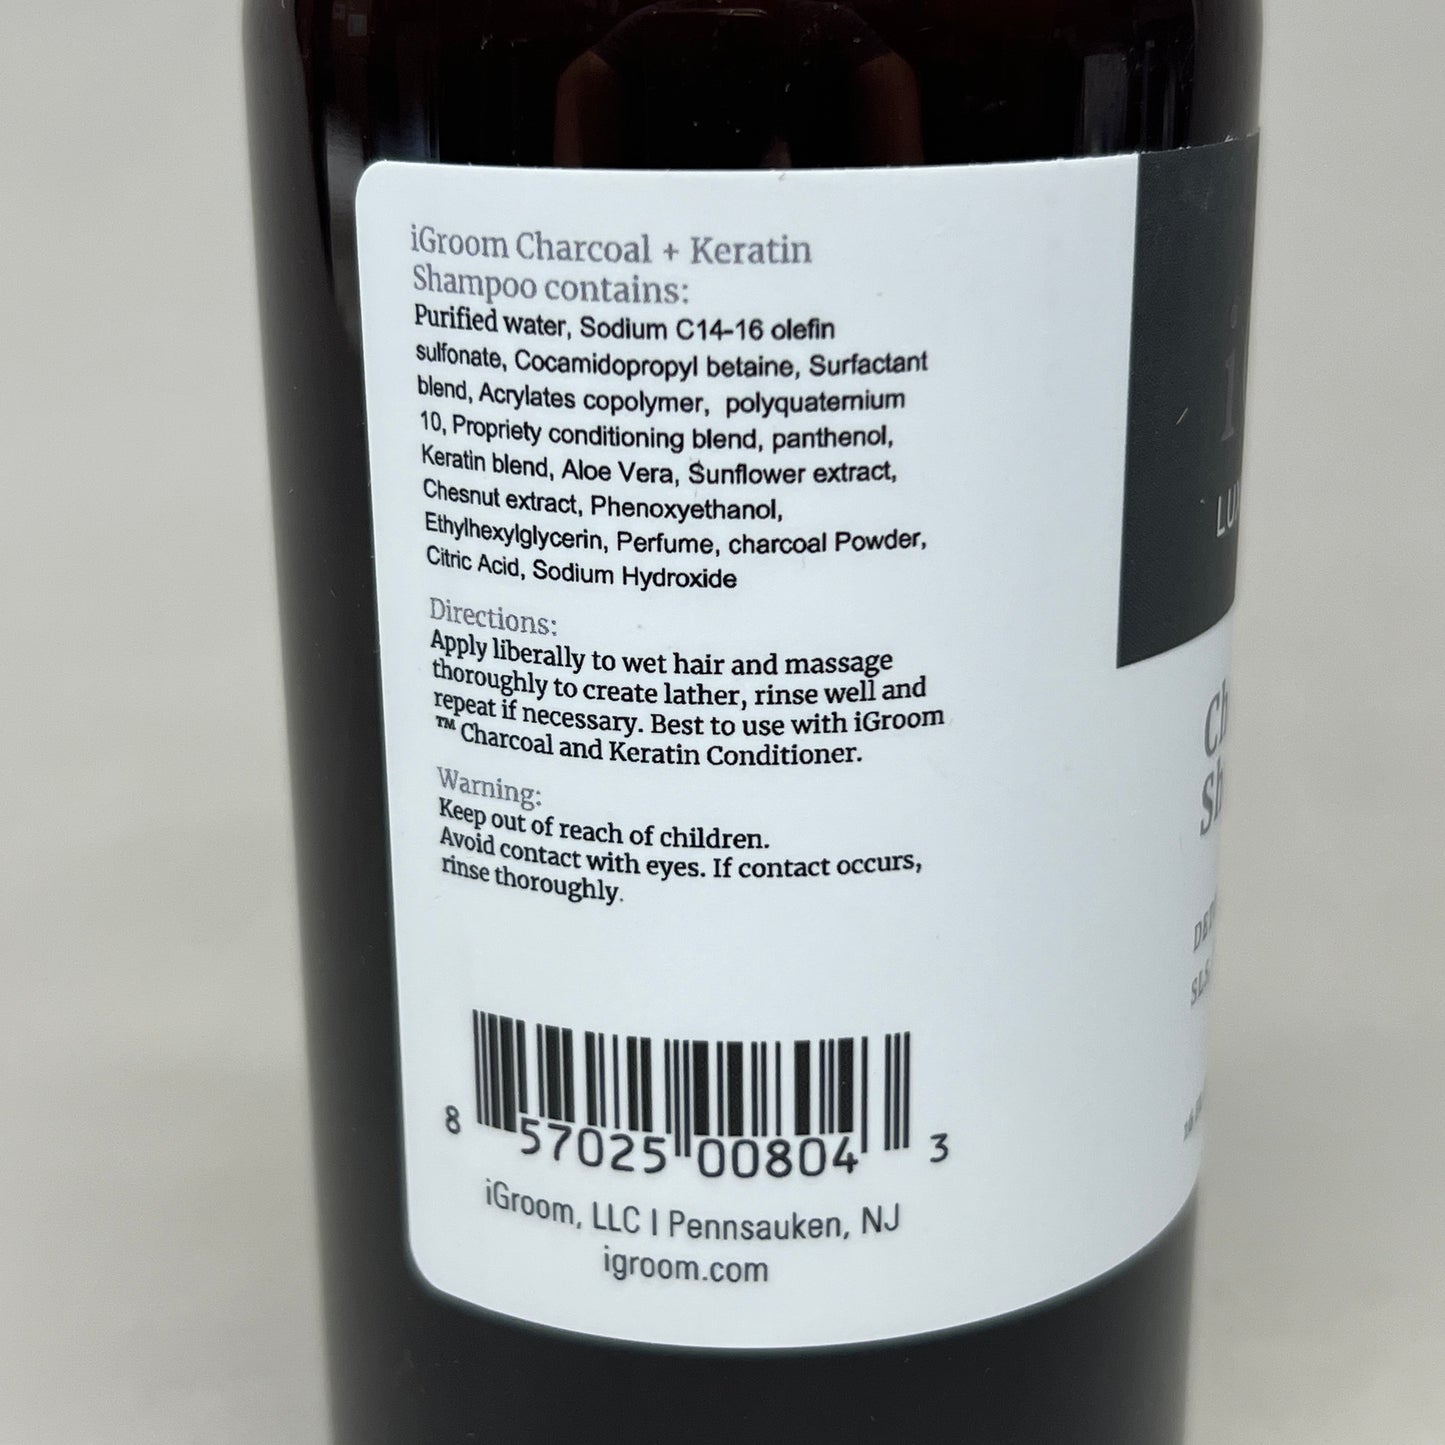 iGroom Charcoal + Keratin
Shampoo contains:
Purified water, Sodium C14-16 olefin
sulfonate, Cocamidopropyl betaine, Surfactant
blend, Acrylates copolymer, polyquaternium
10, Propriety conditioning blend, panthenol,
Keratin blend, Aloe Vera, Sunflower extract,
Chesnut extract, Phenoxyethanol,
Ethylhexylglycerin, Perfume, charcoal Powder,
Citric Acid, Sodium Hydroxide
Directions:
Apply liberally to wet hair and massage
thoroughly to create lather, rinse well and
repeat if necessary. Best to use with iGroom
™ Charcoal and Keratin Conditioner.
Warning:
Keep out of reach of children.
Avoid contact with eyes. If contact occurs,
rinse thoroughly.
8 57025 00804 3
iGroom, LLC I Pennsauken, NJ
igroom.com